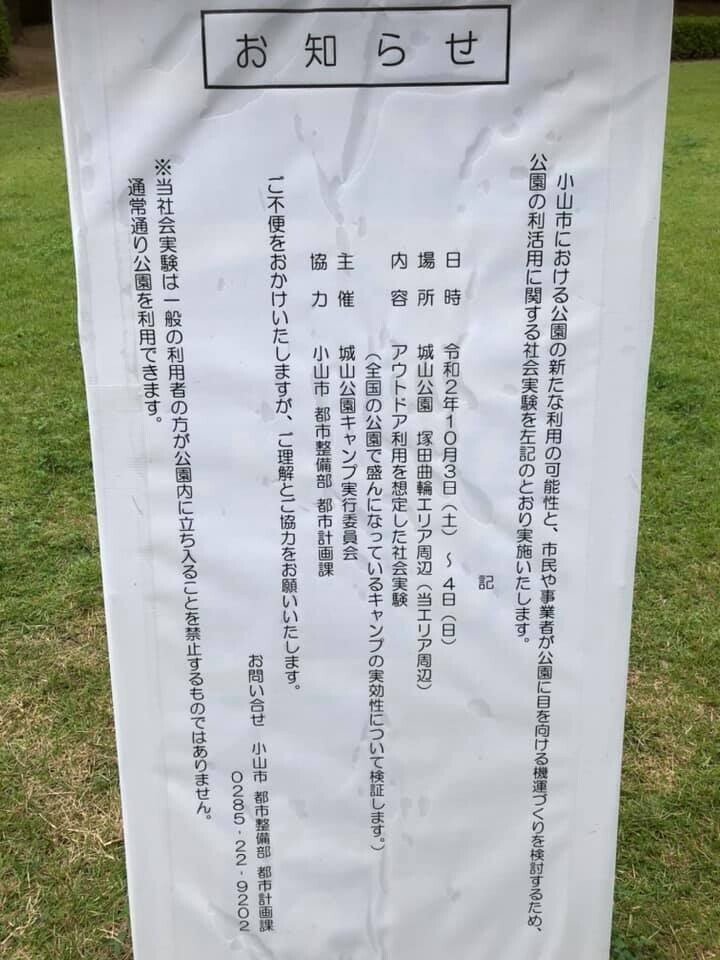 お知らせ
小山市における公園の新たな利用の可能性と、市民や事業者が公園に目を向ける機運づくりを検討するため、
公園の利活用に関する社会実験を左記のとおり実施いたします。
記
日時 令和2年10月3日(土) ~ 4日(日)
場所 城山公園 塚田曲輪エリア周辺(当エリア周辺)
内容 アウトドア利用を想定した社会実験
(全国の公園で盛んになっているキャンプの実効性について検証します。)
主催 城山公園キャンプ実行委員会
協力 小山市 都市整備部 都市計画課
ご不便をおかけいたしますが、ご理解とご協力をお願いいたします。
お問い合せ 小山市 都市整備部 都市計画課
0285-22-9202
※当社会実験は一般の利用者の方が公園内に立ち入ることを禁止するものではありません。
通常通り公園を利用できます。